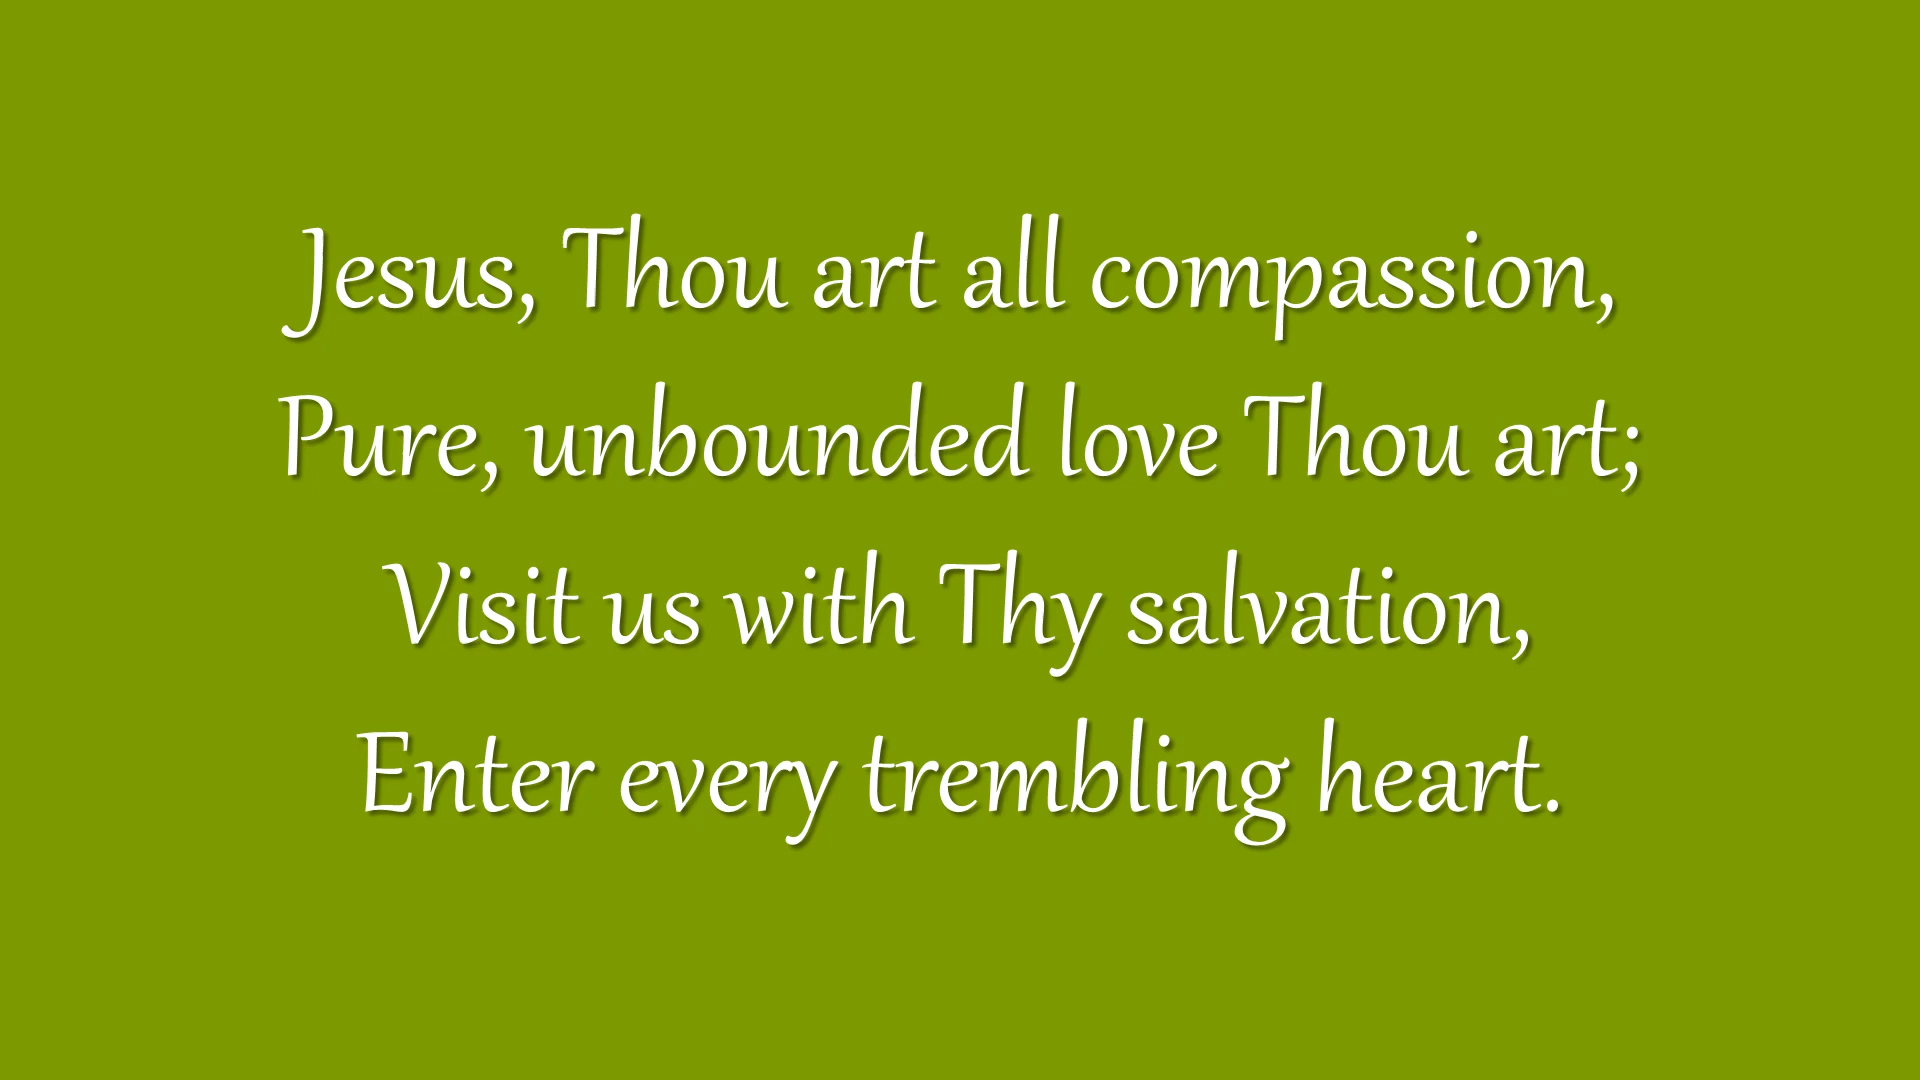 Jesus, Thou art all compassion,
Pure, unbounded love Thou art;
Visit us with Thy salvation,
Enter every trembling heart.